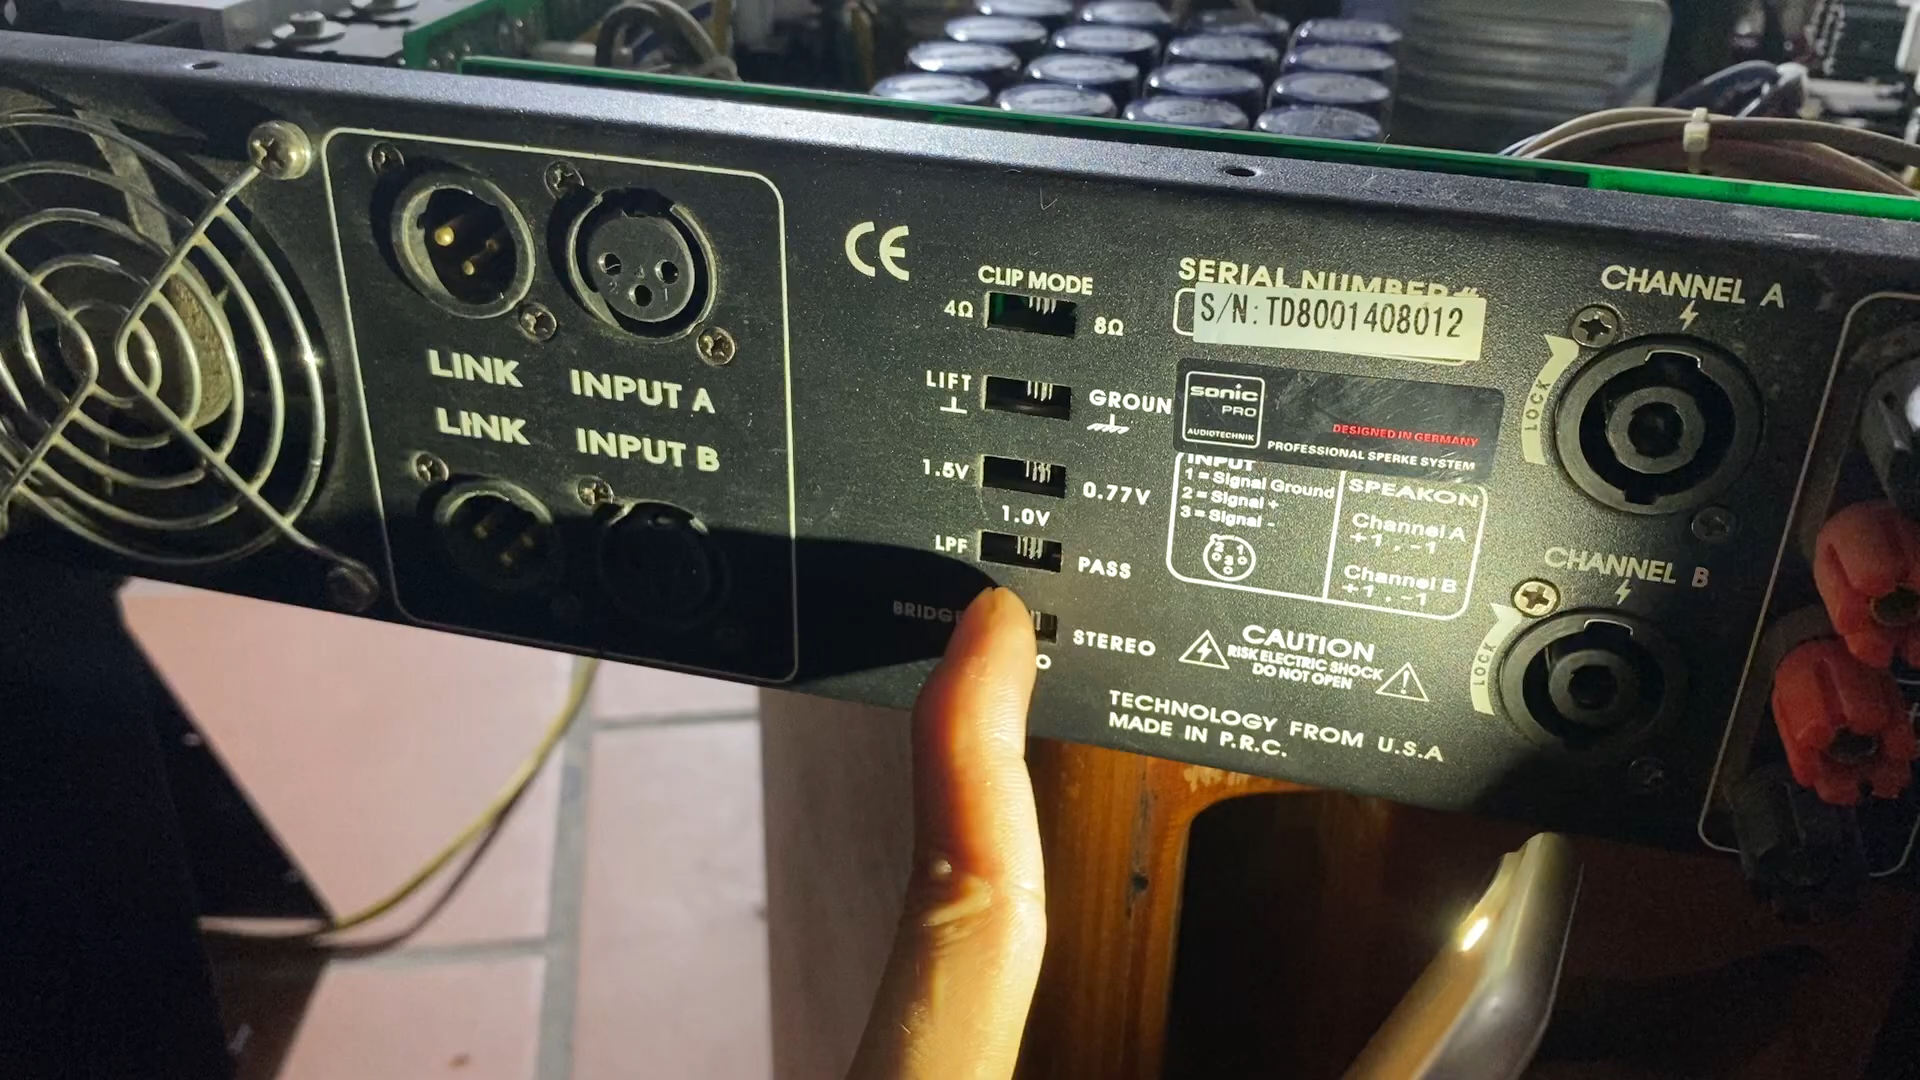 LINK
INPUT A
LINK
INPUT B
CE
CLIP MODE
4Ω
8Ω
LIFT
GROUN
1.5V
0.77V
1.0V
LPF
PASS
BRIDGE
STEREO
O
SERIAL NUMBER
S/N:TD8001408012
sonic
PRO
AUDIOTECHNIK
DESIGNED IN GERMANY
PROFESSIONAL SPERKE SYSTEM
INPUT
1 = Signal Ground
2 = Signal +
3 = Signal -
SPEAKON
Channel A
+1 , -1
Channel B
+1 , -1
CAUTION
RISK ELECTRIC SHOCK
DO NOT OPEN
TECHNOLOGY FROM U.S.A
MADE IN P.R.C.
CHANNEL A
LOCK
CHANNEL B
LOCK